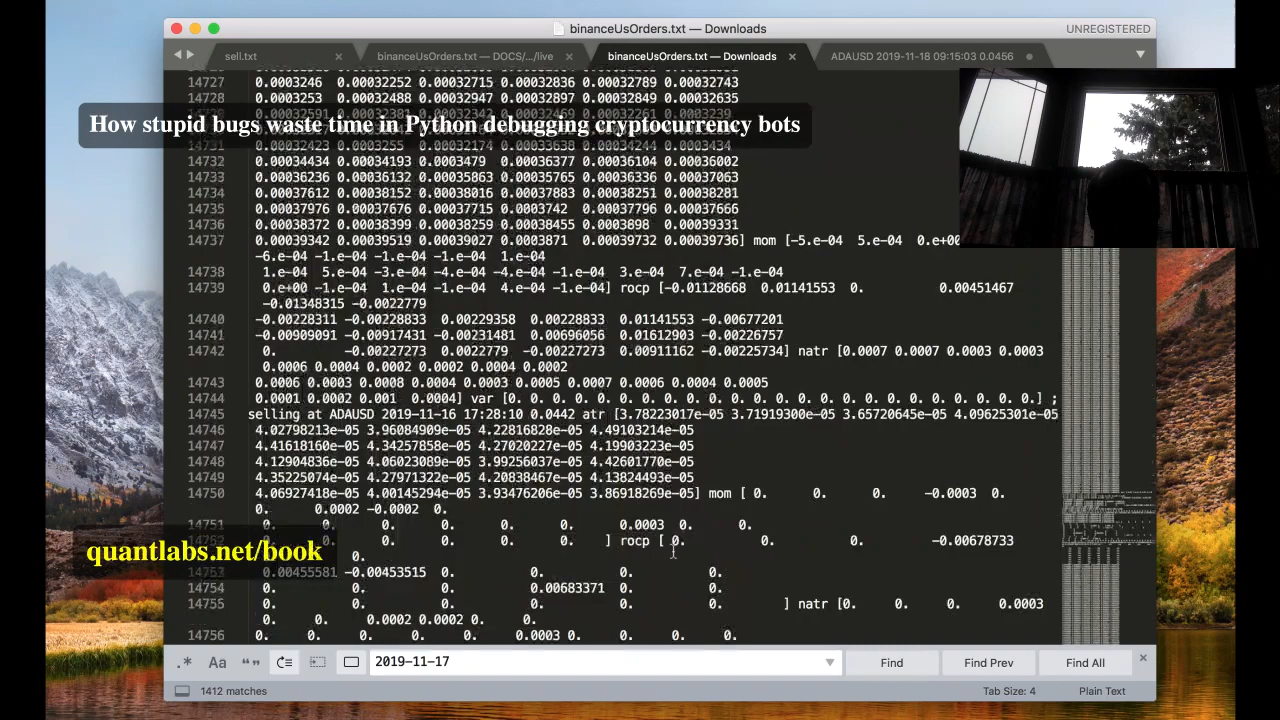 binanceUsOrders.txt — Downloads
UNREGISTERED
sell.txt
binanceUsOrders.txt — DOCS/.../live
binanceUsOrders.txt — Downloads
ADAUSD 2019-11-18 09:15:03 0.0456
14727 0.0003246 0.00032252 0.00032715 0.00032836 0.00032789 0.00032743
14728 0.0003253 0.00032488 0.00032947 0.00032897 0.00032849 0.00032635
How stupid bugs waste time in Python debugging cryptocurrency bots
14732 0.00034434 0.00034193 0.0003479 0.00036377 0.00036104 0.00036002
14733 0.00036236 0.00036132 0.00035863 0.00035765 0.00036336 0.00037063
14734 0.00037612 0.00038152 0.00038016 0.00037883 0.00038251 0.00038281
14735 0.00037976 0.00037676 0.00037715 0.0003742 0.00037796 0.00037666
14736 0.00038372 0.00038399 0.00038259 0.00038455 0.0003698 0.00039331
14737 0.00039342 0.00039519 0.00039027 0.0003871 0.00039732 0.00039736] mom [-5.e-04 5.e-04
-6.e-04 -1.e-04 -1.e-04 -1.e-04 1.e-04
14738 1.e-04 5.e-04 -3.e-04 -4.e-04 -4.e-04 -1.e-04 3.e-04 7.e-04 -1.e-04
14739 0.e+00 -1.e-04 1.e-04 -1.e-04 4.e-04 -1.e-04] rocp [-0.01128668 0.01141553 0. 0.00451467
-0.01348315 -0.0022779
14740 -0.00228311 -0.00228833 0.00229358 0.00228833 0.01141553 -0.00677201
14741 -0.00909091 -0.00917431 -0.00231481 0.00696056 0.01612903 -0.00226757
14742 0. -0.00227273 0.0022779 -0.00227273 0.00911162 -0.00225734] natr [0.0007 0.0007 0.0003 0.0003
0.0006 0.0004 0.0002 0.0002 0.0004 0.0002
14743 0.0006 0.0003 0.0008 0.0004 0.0003 0.0005 0.0007 0.0006 0.0004 0.0005
14744 0.0001 0.0002 0.001 0.0004] var [0. 0. 0. 0. 0. 0. 0. 0. 0. 0. 0. 0. 0. 0. 0. 0. 0. 0. 0. 0.] ;
14745 selling at ADAUSD 2019-11-16 17:28:10 0.0442 atr [3.78223017e-05 3.71919300e-05 3.65720645e-05 4.09625301e-05
14746 4.02798213e-05 3.96084909e-05 4.22816828e-05 4.49103214e-05
14747 4.41618160e-05 4.34257858e-05 4.27020227e-05 4.19903223e-05
14748 4.12904836e-05 4.06023089e-05 3.99256037e-05 4.42601770e-05
14749 4.35225074e-05 4.27971322e-05 4.20838467e-05 4.13824493e-05
14750 4.06927418e-05 4.00145294e-05 3.93476206e-05 3.86918269e-05] mom [ 0. 0. 0. -0.0003 0.
0. 0.0002 -0.0002 0.
14751 0. 0. 0. 0. 0. 0. 0.0003 0. 0.
0. 0. 0. 0. 0. 0. ] rocp [ 0. 0. 0. -0.00678733
quantlabs.net/book
0.
14753 0.00455581 -0.00453515 0. 0. 0. 0.
14754 0. 0. 0. 0.00683371 0. 0.
14755 0. 0. 0. 0. 0. 0. ] natr [0. 0. 0. 0.0003
0. 0. 0.0002 0.0002 0. 0.
14756 0. 0. 0. 0. 0. 0.0003 0. 0. 0. 0.
.* Aa “” 2019-11-17 Find Find Prev Find All
1412 matches Tab Size: 4 Plain Text